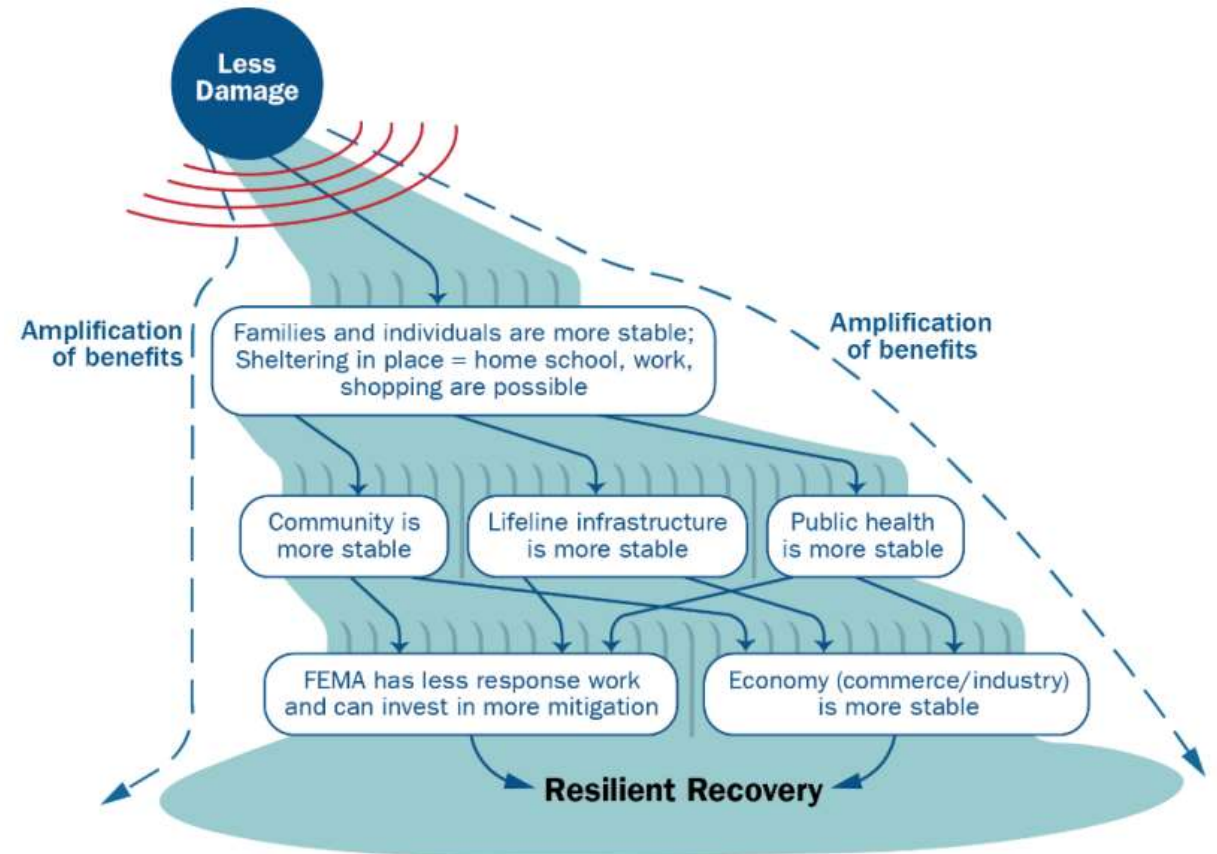 Less
Damage
Amplification
of benefits
Families and individuals are more stable;
Sheltering in place = home school, work,
shopping are possible
Amplification
of benefits
Community is
more stable
Lifeline infrastructure
is more stable
Public health
is more stable
FEMA has less response work
and can invest in more mitigation
Economy (commerce/industry)
is more stable
Resilient Recovery